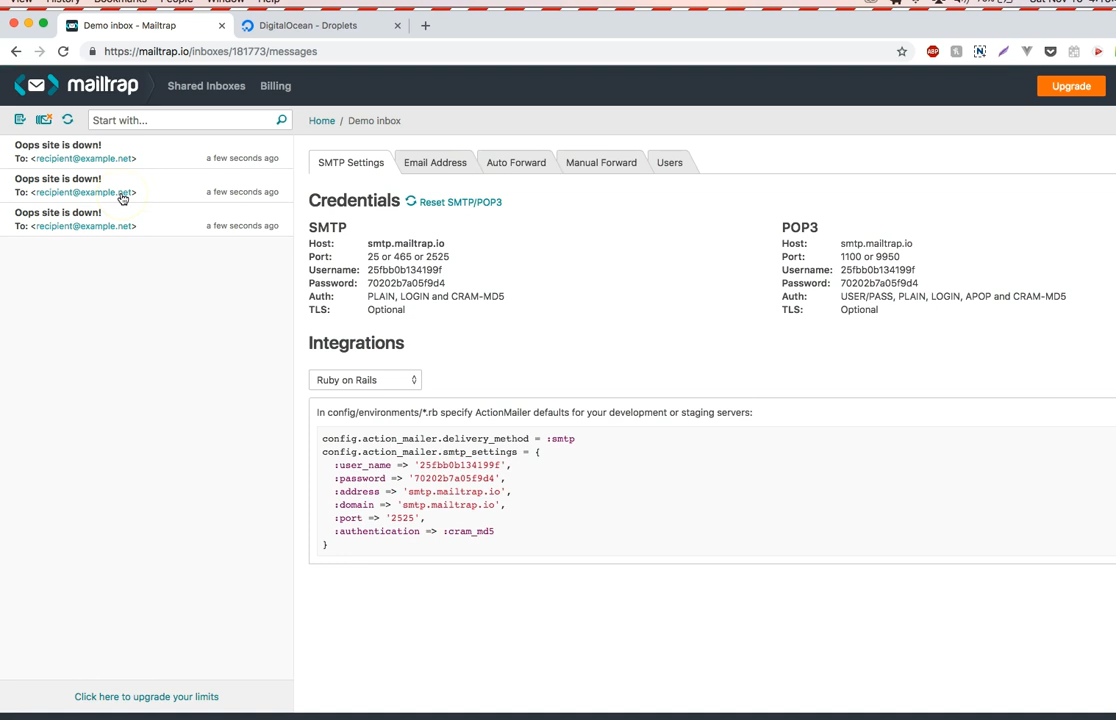 View History Bookmarks People Window Help
Demo inbox - Mailtrap
DigitalOcean - Droplets
https://mailtrap.io/inboxes/181773/messages
ABP
mailtrap
Shared Inboxes
Billing
Upgrade
Start with...
Home / Demo inbox
Oops site is down!
To: <recipient@example.net> a few seconds ago
Oops site is down!
To: <recipient@example.net> a few seconds ago
Oops site is down!
To: <recipient@example.net> a few seconds ago
SMTP Settings
Email Address
Auto Forward
Manual Forward
Users
Credentials Reset SMTP/POP3
SMTP
Host: smtp.mailtrap.io
Port: 25 or 465 or 2525
Username: 25fbb0b134199f
Password: 70202b7a05f9d4
Auth: PLAIN, LOGIN and CRAM-MD5
TLS: Optional
POP3
Host: smtp.mailtrap.io
Port: 1100 or 9950
Username: 25fbb0b134199f
Password: 70202b7a05f9d4
Auth: USER/PASS, PLAIN, LOGIN, APOP and CRAM-MD5
TLS: Optional
Integrations
Ruby on Rails
In config/environments/*.rb specify ActionMailer defaults for your development or staging servers:
config.action_mailer.delivery_method = :smtp
config.action_mailer.smtp_settings = {
:user_name => '25fbb0b134199f',
:password => '70202b7a05f9d4',
:address => 'smtp.mailtrap.io',
:domain => 'smtp.mailtrap.io',
:port => '2525',
:authentication => :cram_md5
}
Click here to upgrade your limits